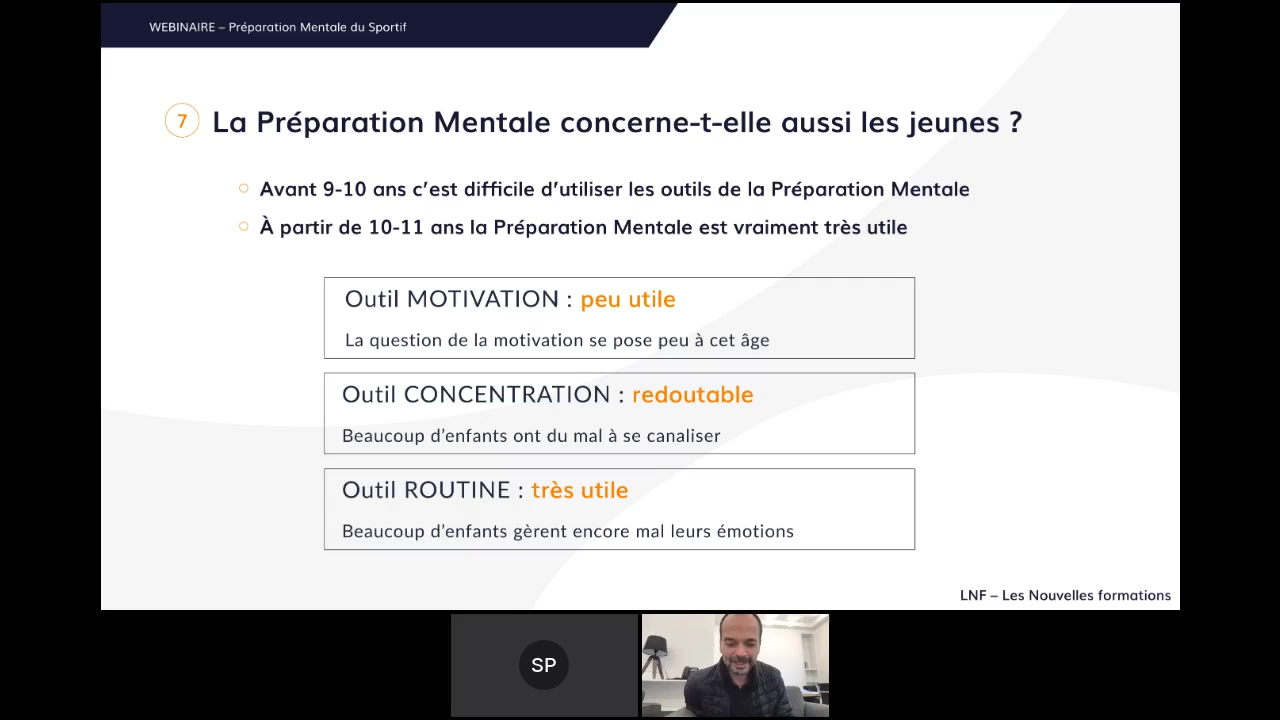 WEBINAIRE – Préparation Mentale du Sportif
7 La Préparation Mentale concerne-t-elle aussi les jeunes ?
Avant 9-10 ans c’est difficile d’utiliser les outils de la Préparation Mentale
À partir de 10-11 ans la Préparation Mentale est vraiment très utile
Outil MOTIVATION : peu utile
La question de la motivation se pose peu à cet âge
Outil CONCENTRATION : redoutable
Beaucoup d’enfants ont du mal à se canaliser
Outil ROUTINE : très utile
Beaucoup d’enfants gèrent encore mal leurs émotions
LNF – Les Nouvelles formations
SP